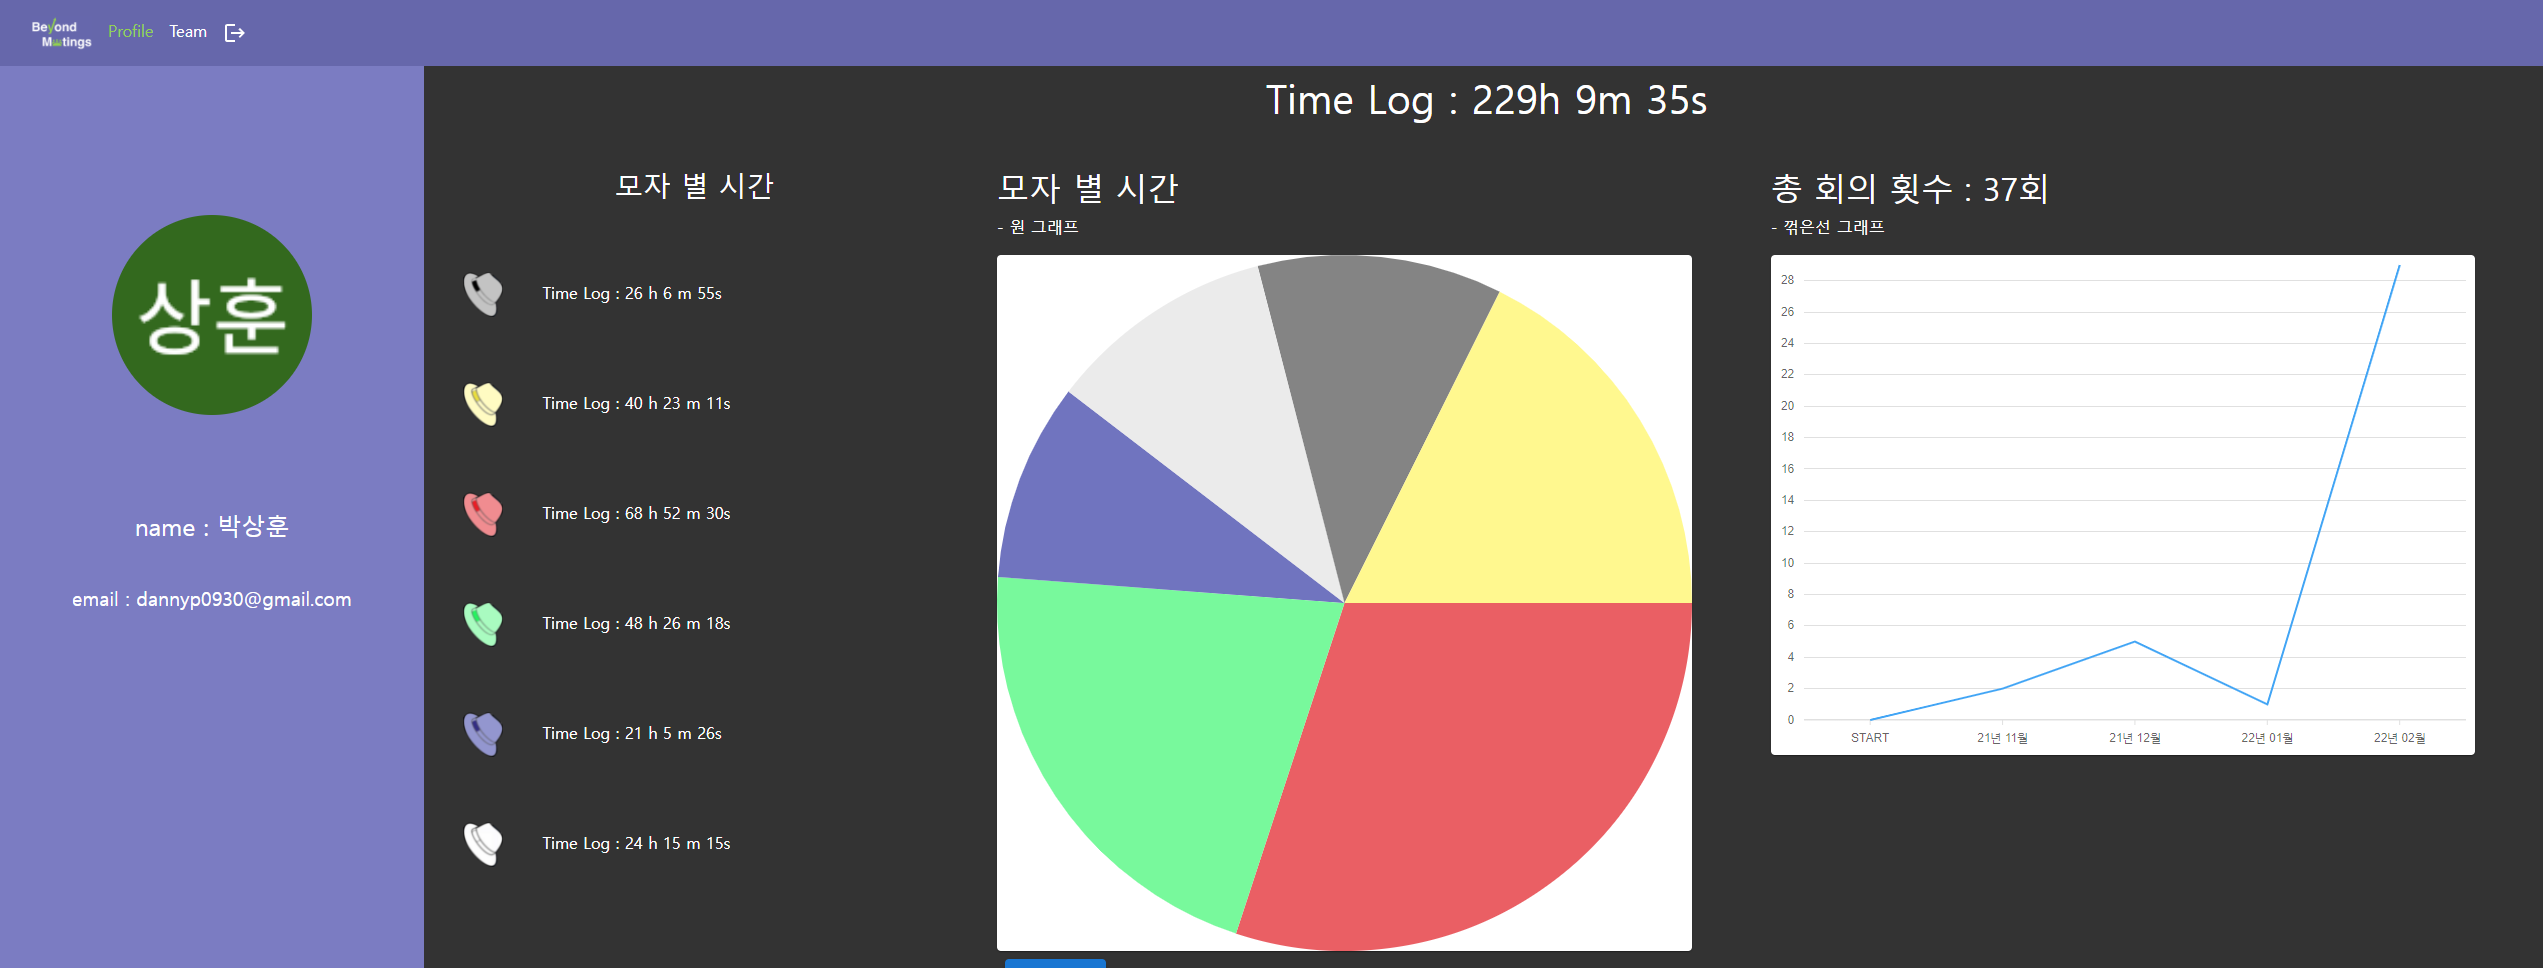 Beyond
Meetings
Profile
Team
Time Log : 229h 9m 35s
상훈
name : 박상훈
email : dannyp0930@gmail.com
모자 별 시간
Time Log : 26 h 6 m 55s
Time Log : 40 h 23 m 11s
Time Log : 68 h 52 m 30s
Time Log : 48 h 26 m 18s
Time Log : 21 h 5 m 26s
Time Log : 24 h 15 m 15s
모자 별 시간
- 원 그래프
총 회의 횟수 : 37회
- 꺾은선 그래프
28
26
24
22
20
18
16
14
12
10
8
6
4
2
0
START
21년 11월
21년 12월
22년 01월
22년 02월